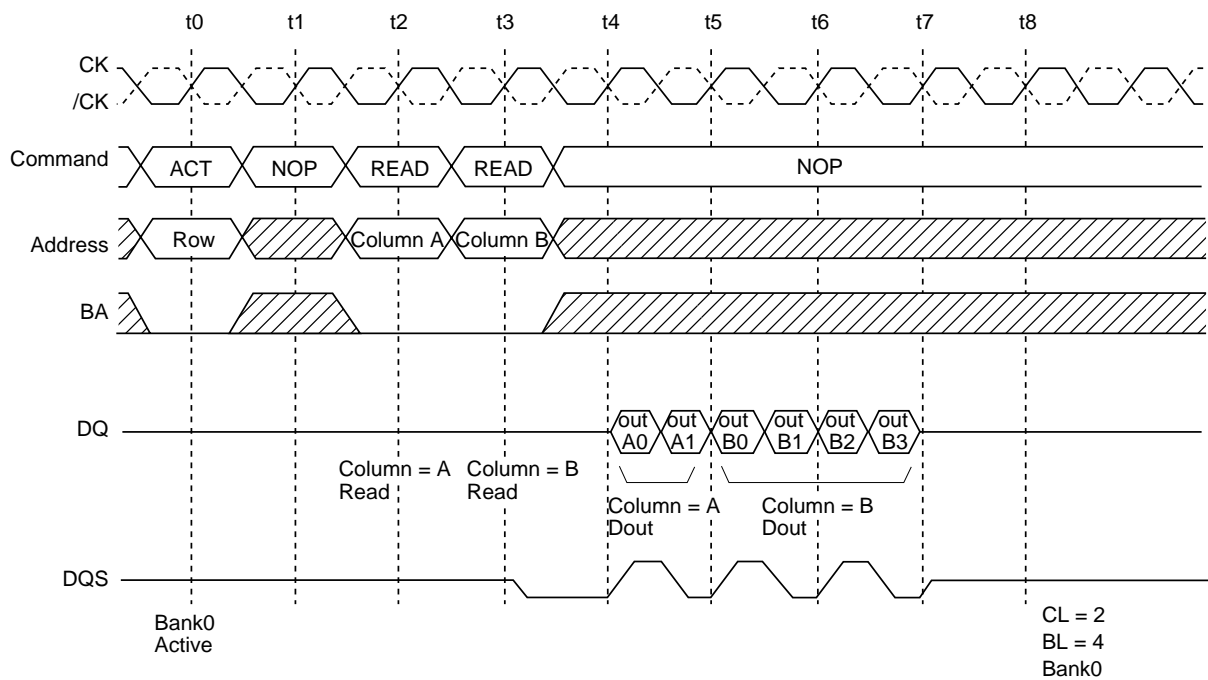 t0 t1 t2 t3 t4 t5 t6 t7 t8
CK
/CK
Command ACT NOP READ READ NOP
Address Row Column A Column B
BA
DQ out A0 out A1 out B0 out B1 out B2 out B3
Column = A Read
Column = B Read
Column = A Dout
Column = B Dout
DQS
Bank0
Active
CL = 2
BL = 4
Bank0